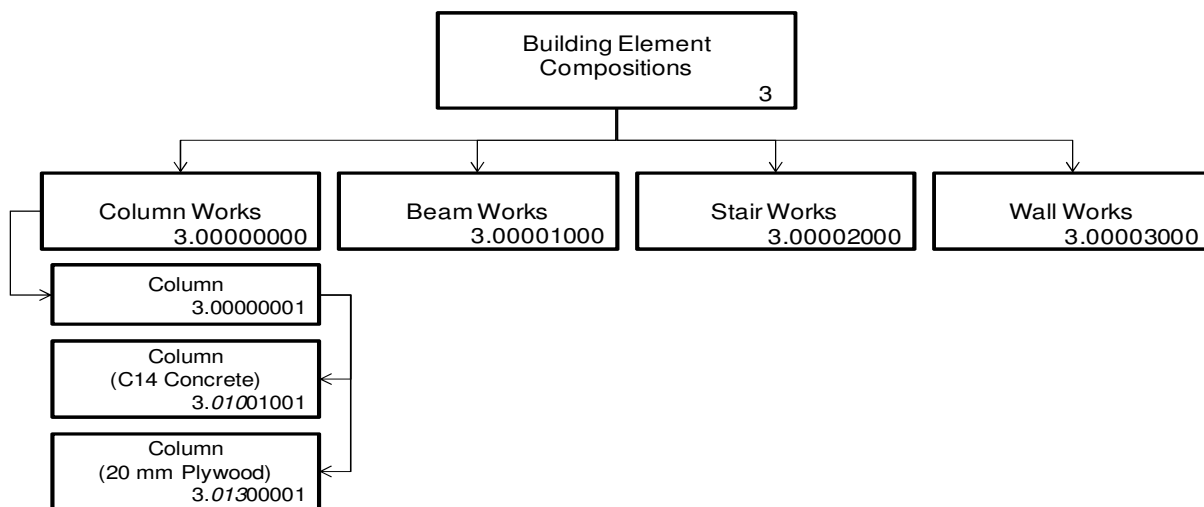 Building Element
Compositions
3
Column Works
3.00000000
Beam Works
3.00001000
Stair Works
3.00002000
Wall Works
3.00003000
Column
3.00000001
Column
(C14 Concrete)
3.01001001
Column
(20 mm Plywood)
3.01300001